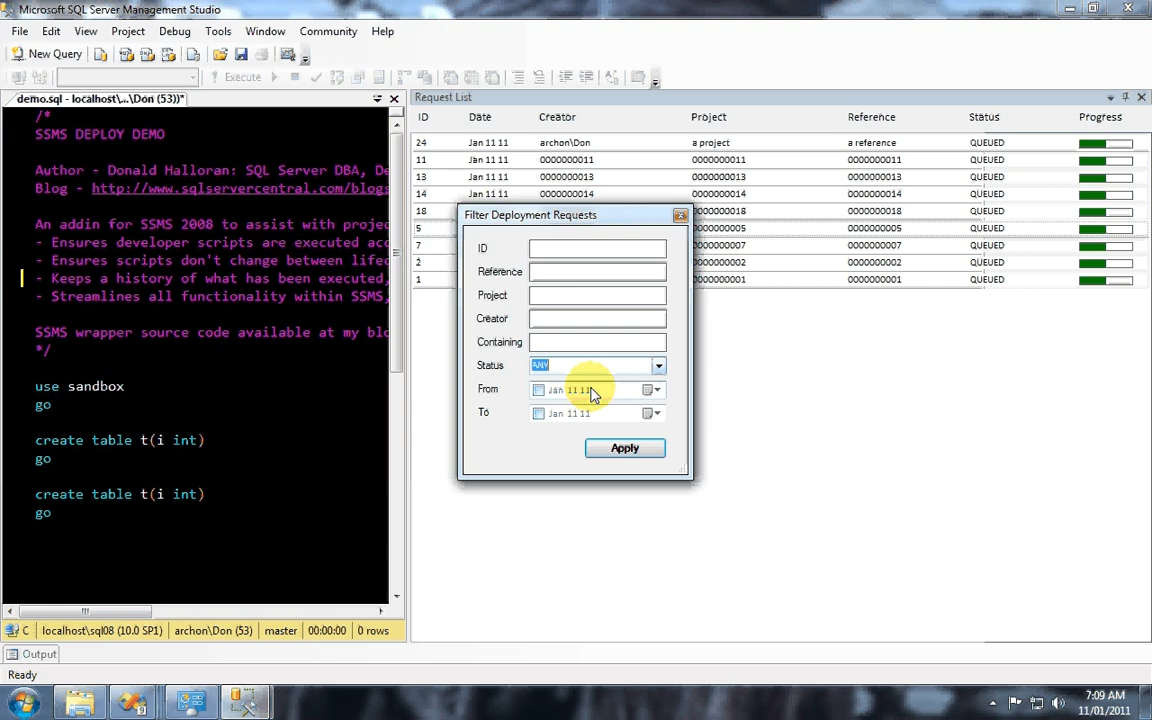 Microsoft SQL Server Management Studio
File Edit View Project Debug Tools Window Community Help
New Query
Execute
demo.sql - localhost\...\Don (53))*
Request List
ID Date Creator Project Reference Status Progress
24 Jan 11 11 archon\Don a project a reference QUEUED
11 Jan 11 11 0000000011 0000000011 0000000011 QUEUED
13 Jan 11 11 0000000013 0000000013 0000000013 QUEUED
14 Jan 11 11 0000000014 0000000014 0000000014 QUEUED
18 0000000018 0000000018 QUEUED
5 0000000005 0000000005 QUEUED
7 0000000007 0000000007 QUEUED
2 0000000002 0000000002 QUEUED
1 0000000001 0000000001 QUEUED
/*
SSMS DEPLOY DEMO
Author - Donald Halloran: SQL Server DBA, De
Blog - http://www.sqlservercentral.com/blogs
An addin for SSMS 2008 to assist with projec
- Ensures developer scripts are executed acc
- Ensures scripts don't change between lifec
- Keeps a history of what has been executed,
- Streamlines all functionality within SSMS,
SSMS wrapper source code available at my blo
*/
use sandbox
go
create table t(i int)
go
create table t(i int)
go
Filter Deployment Requests
ID
Reference
Project
Creator
Containing
Status ANY
From Jan 11 11
To Jan 11 11
Apply
C localhost\sql08 (10.0 SP1) archon\Don (53) master 00:00:00 0 rows
Output
Ready
7:09 AM
11/01/2011